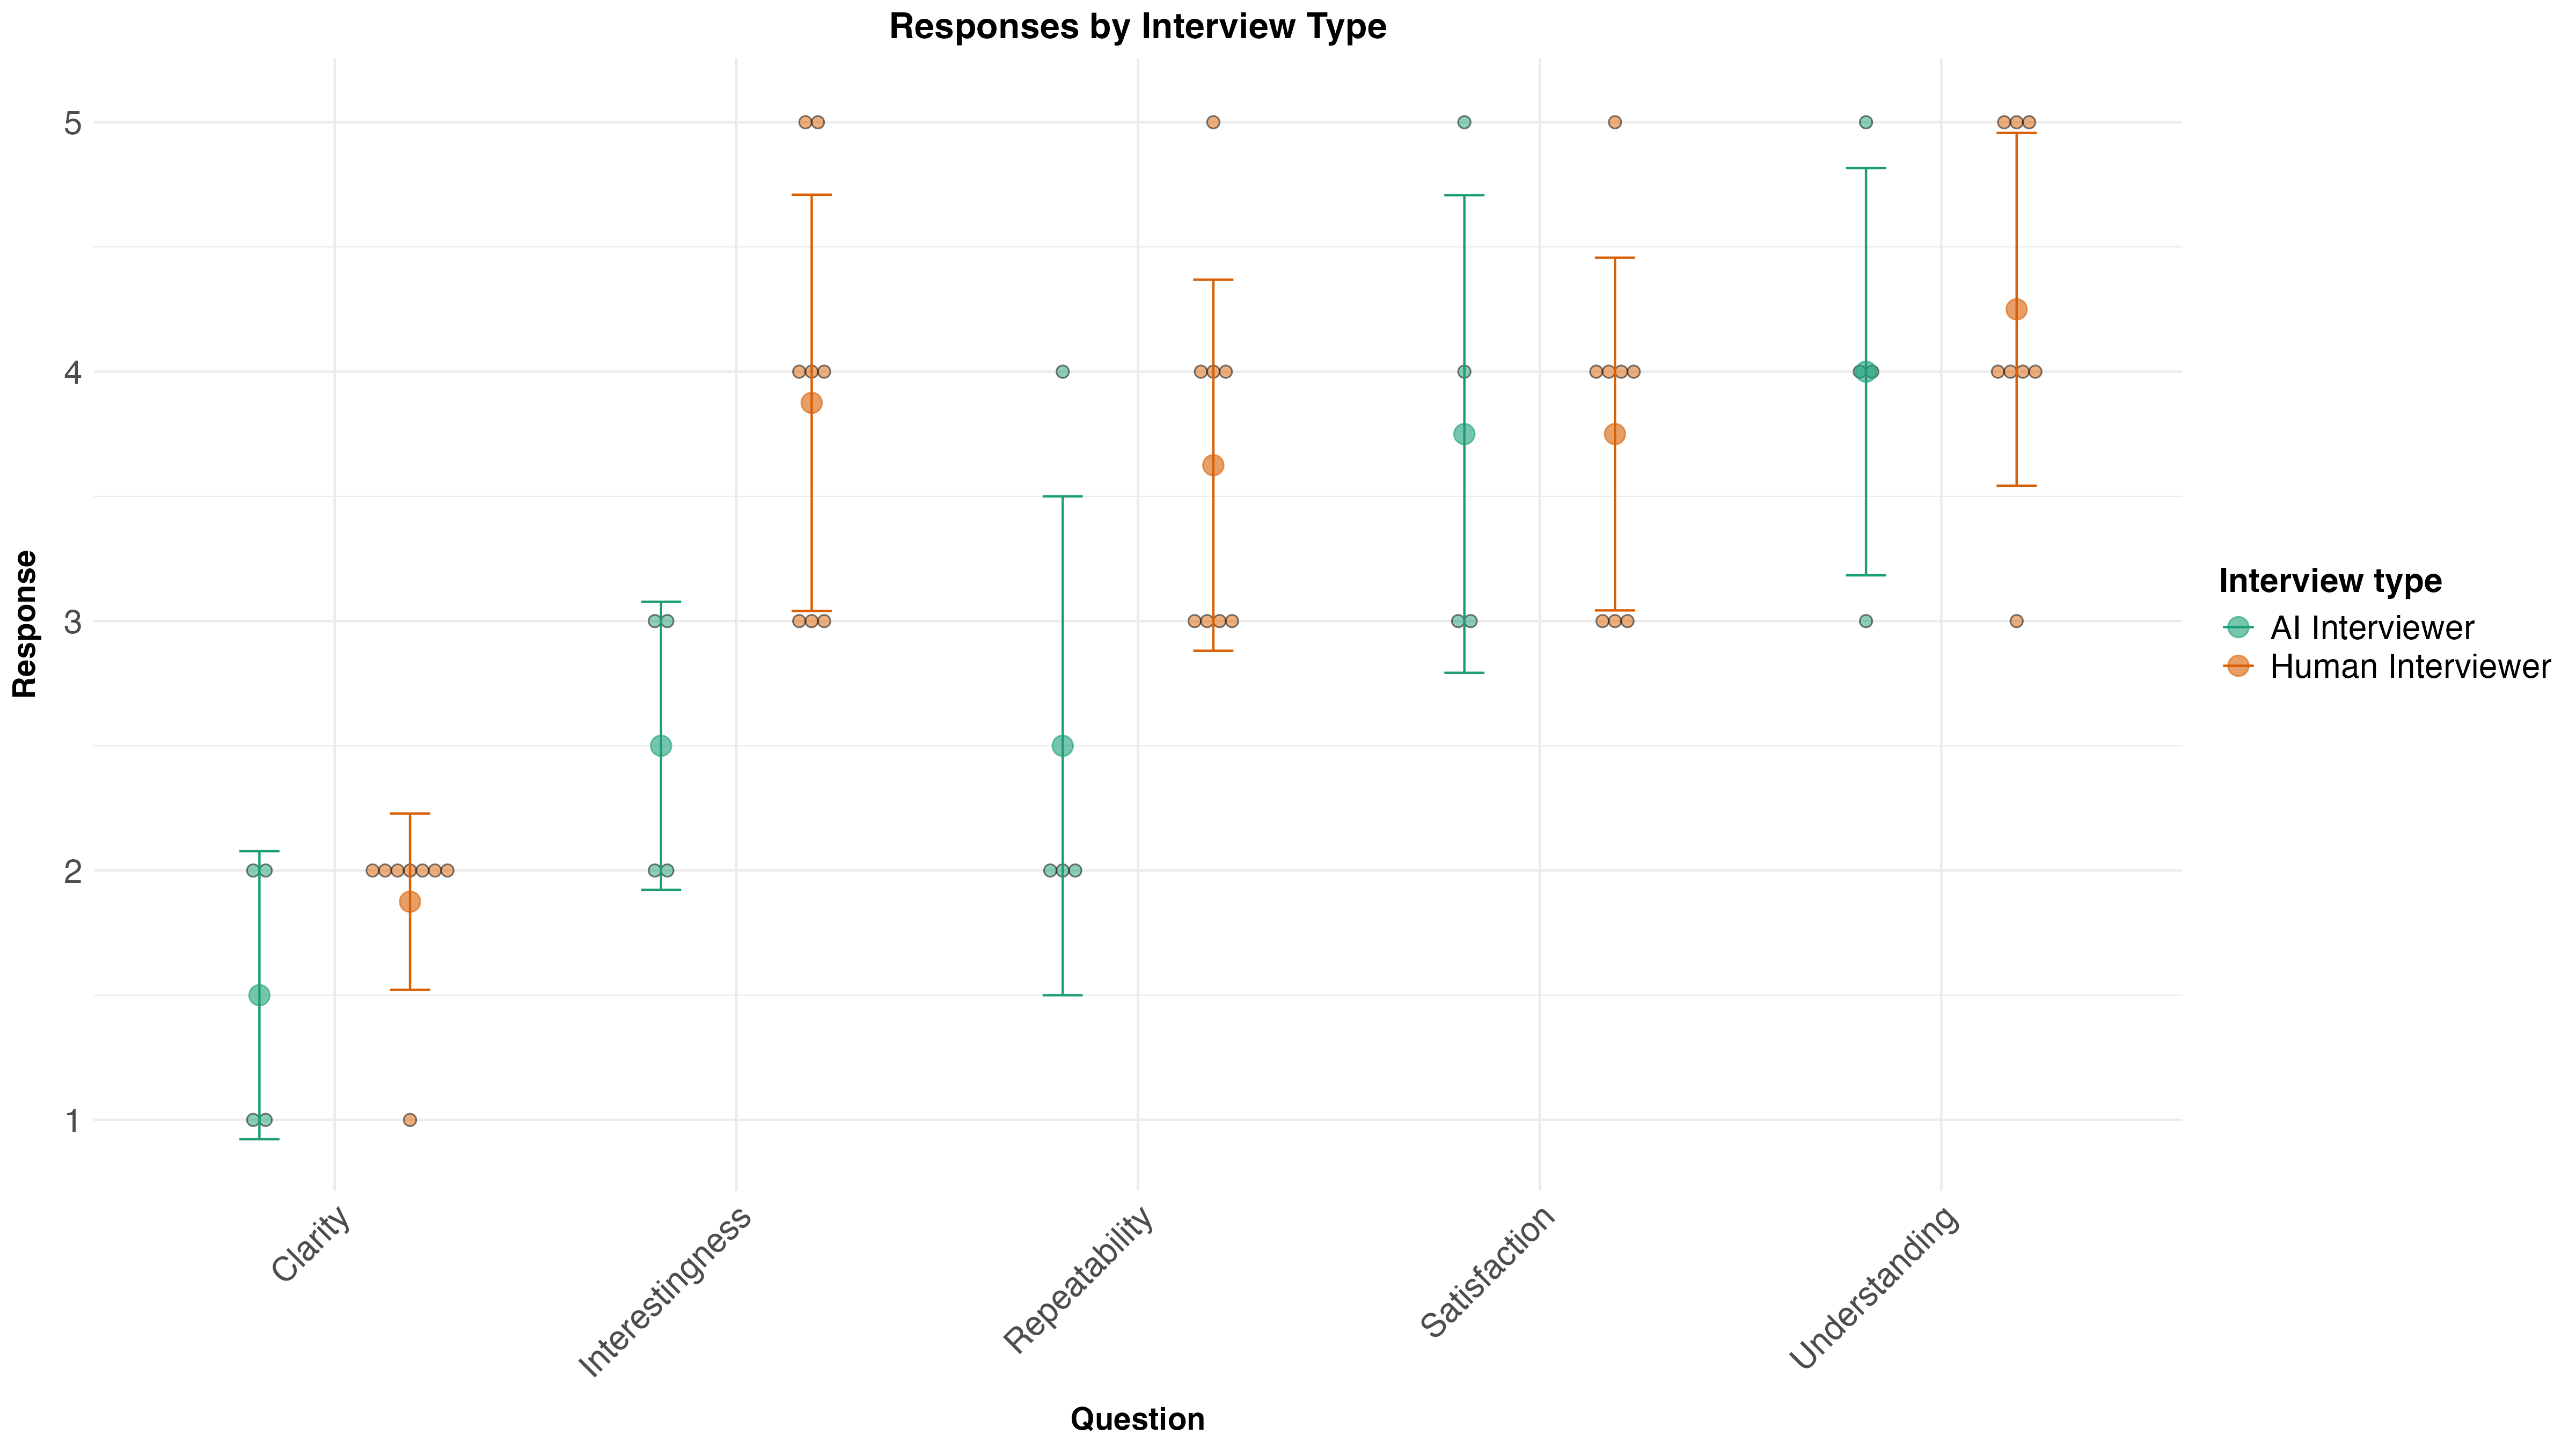 Responses by Interview Type
5
4
3
2
1
Response
Clarity
Interestingness
Repeatability
Satisfaction
Understanding
Question
Interview type
AI Interviewer
Human Interviewer